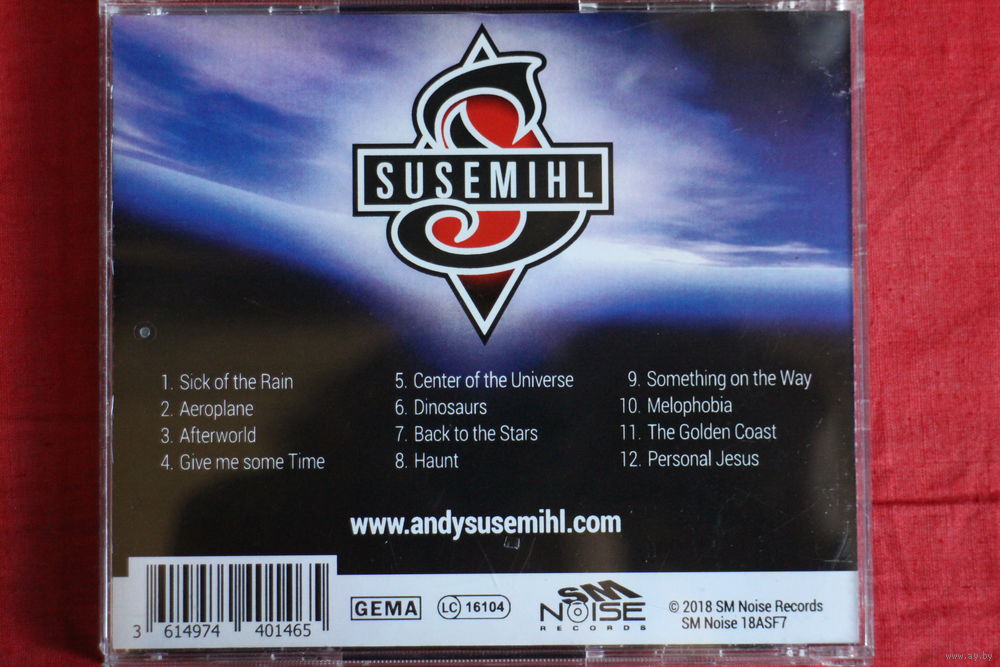 SUSEMIHL
1. Sick of the Rain
2. Aeroplane
3. Afterworld
4. Give me some Time
5. Center of the Universe
6. Dinosaurs
7. Back to the Stars
8. Haunt
9. Something on the Way
10. Melophobia
11. The Golden Coast
12. Personal Jesus
www.andysusemihl.com
3 614974 401465
GEMA
LC 16104
SM
NOISE
RECORDS
© 2018 SM Noise Records
SM Noise 18ASF7
www.ay.by